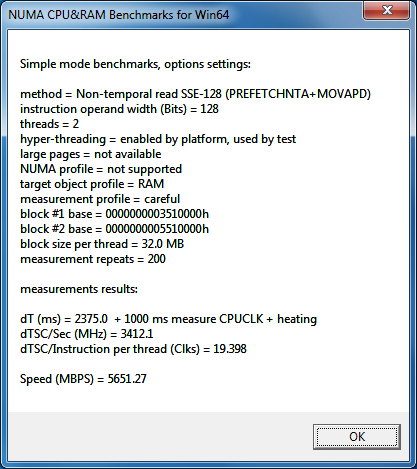 NUMA CPU&RAM Benchmarks for Win64
Simple mode benchmarks, options settings:
method = Non-temporal read SSE-128 (PREFETCHNTA+MOVAPD)
instruction operand width (Bits) = 128
threads = 2
hyper-threading = enabled by platform, used by test
large pages = not available
NUMA profile = not supported
target object profile = RAM
measurement profile = careful
block #1 base = 0000000003510000h
block #2 base = 0000000005510000h
block size per thread = 32.0 MB
measurement repeats = 200
measurements results:
dT (ms) = 2375.0  + 1000 ms measure CPUCLK + heating
dTSC/Sec (MHz) = 3412.1
dTSC/Instruction per thread (Clks) = 19.398
Speed (MBPS) = 5651.27
OK